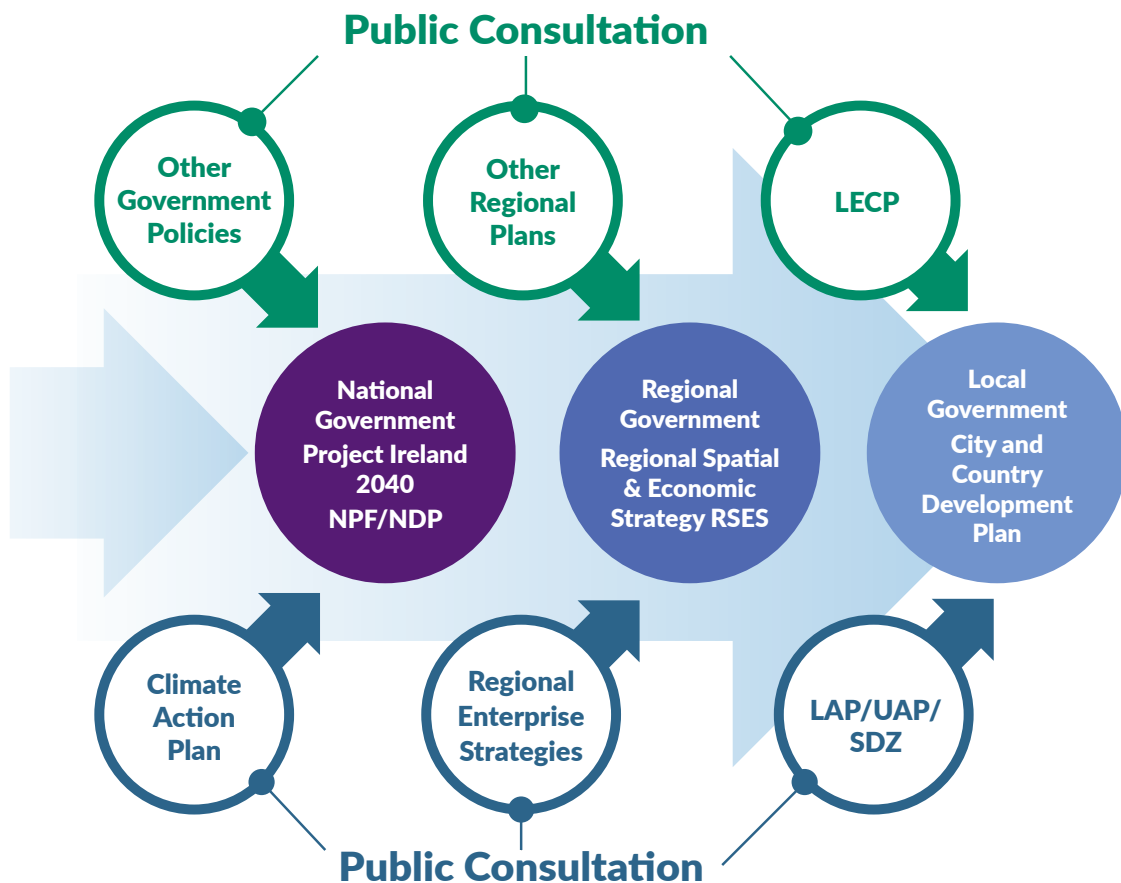 Public Consultation
Other
Government
Policies
Other
Regional
Plans
LECP
National
Government
Project Ireland
2040
NPF/NDP
Regional
Government
Regional Spatial
& Economic
Strategy RSES
Local
Government
City and
Country
Development
Plan
Climate
Action
Plan
Regional
Enterprise
Strategies
LAP/UAP/
SDZ
Public Consultation